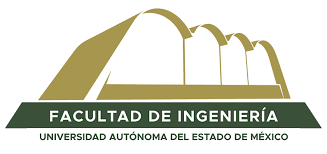 FACULTAD DE INGENIERÍA
UNIVERSIDAD AUTÓNOMA DEL ESTADO DE MÉXICO